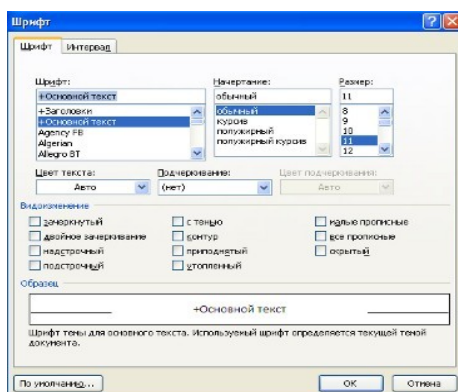 Шрифт
Шрифт Интервал
Шрифт: Начертание: Размер:
+Основной текст обычный 11
+Заголовки обычный 8
+Основной текст курсив 9
Agency FB полужирный 10
Algerian полужирный курсив 11
Allegro BT 12
Цвет текста: Подчеркивание: Цвет подчеркивания:
Авто (нет) Авто
Видоизменение
зачеркнутый с тенью малые прописные
двойное зачеркивание контур все прописные
надстрочный приподнятый скрытый
подстрочный утопленный
Образец
+Основной текст
Шрифт темы для основного текста. Используемый шрифт определяется текущей темой
документа.
По умолчанию... ОК Отмена